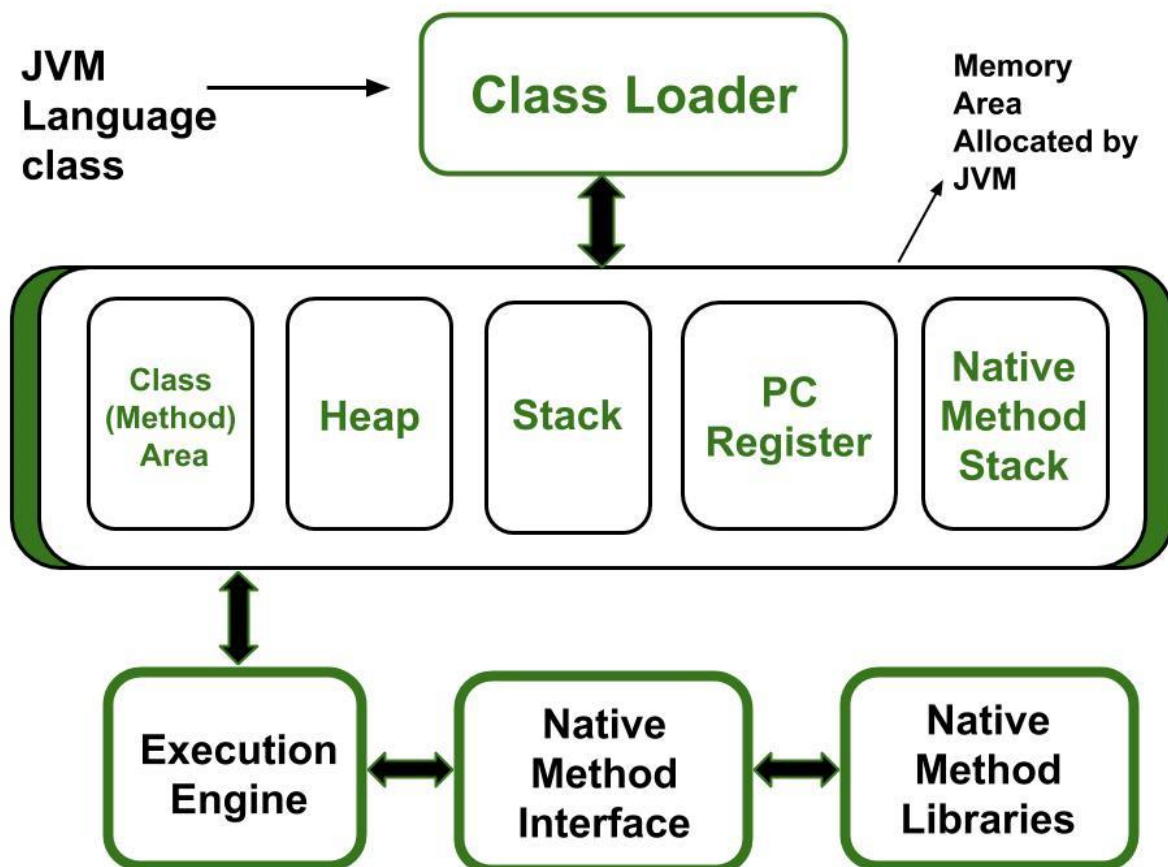 JVM
Language
class
Class Loader
Memory
Area
Allocated by
JVM
Class
(Method)
Area
Heap
Stack
PC
Register
Native
Method
Stack
Execution
Engine
Native
Method
Interface
Native
Method
Libraries